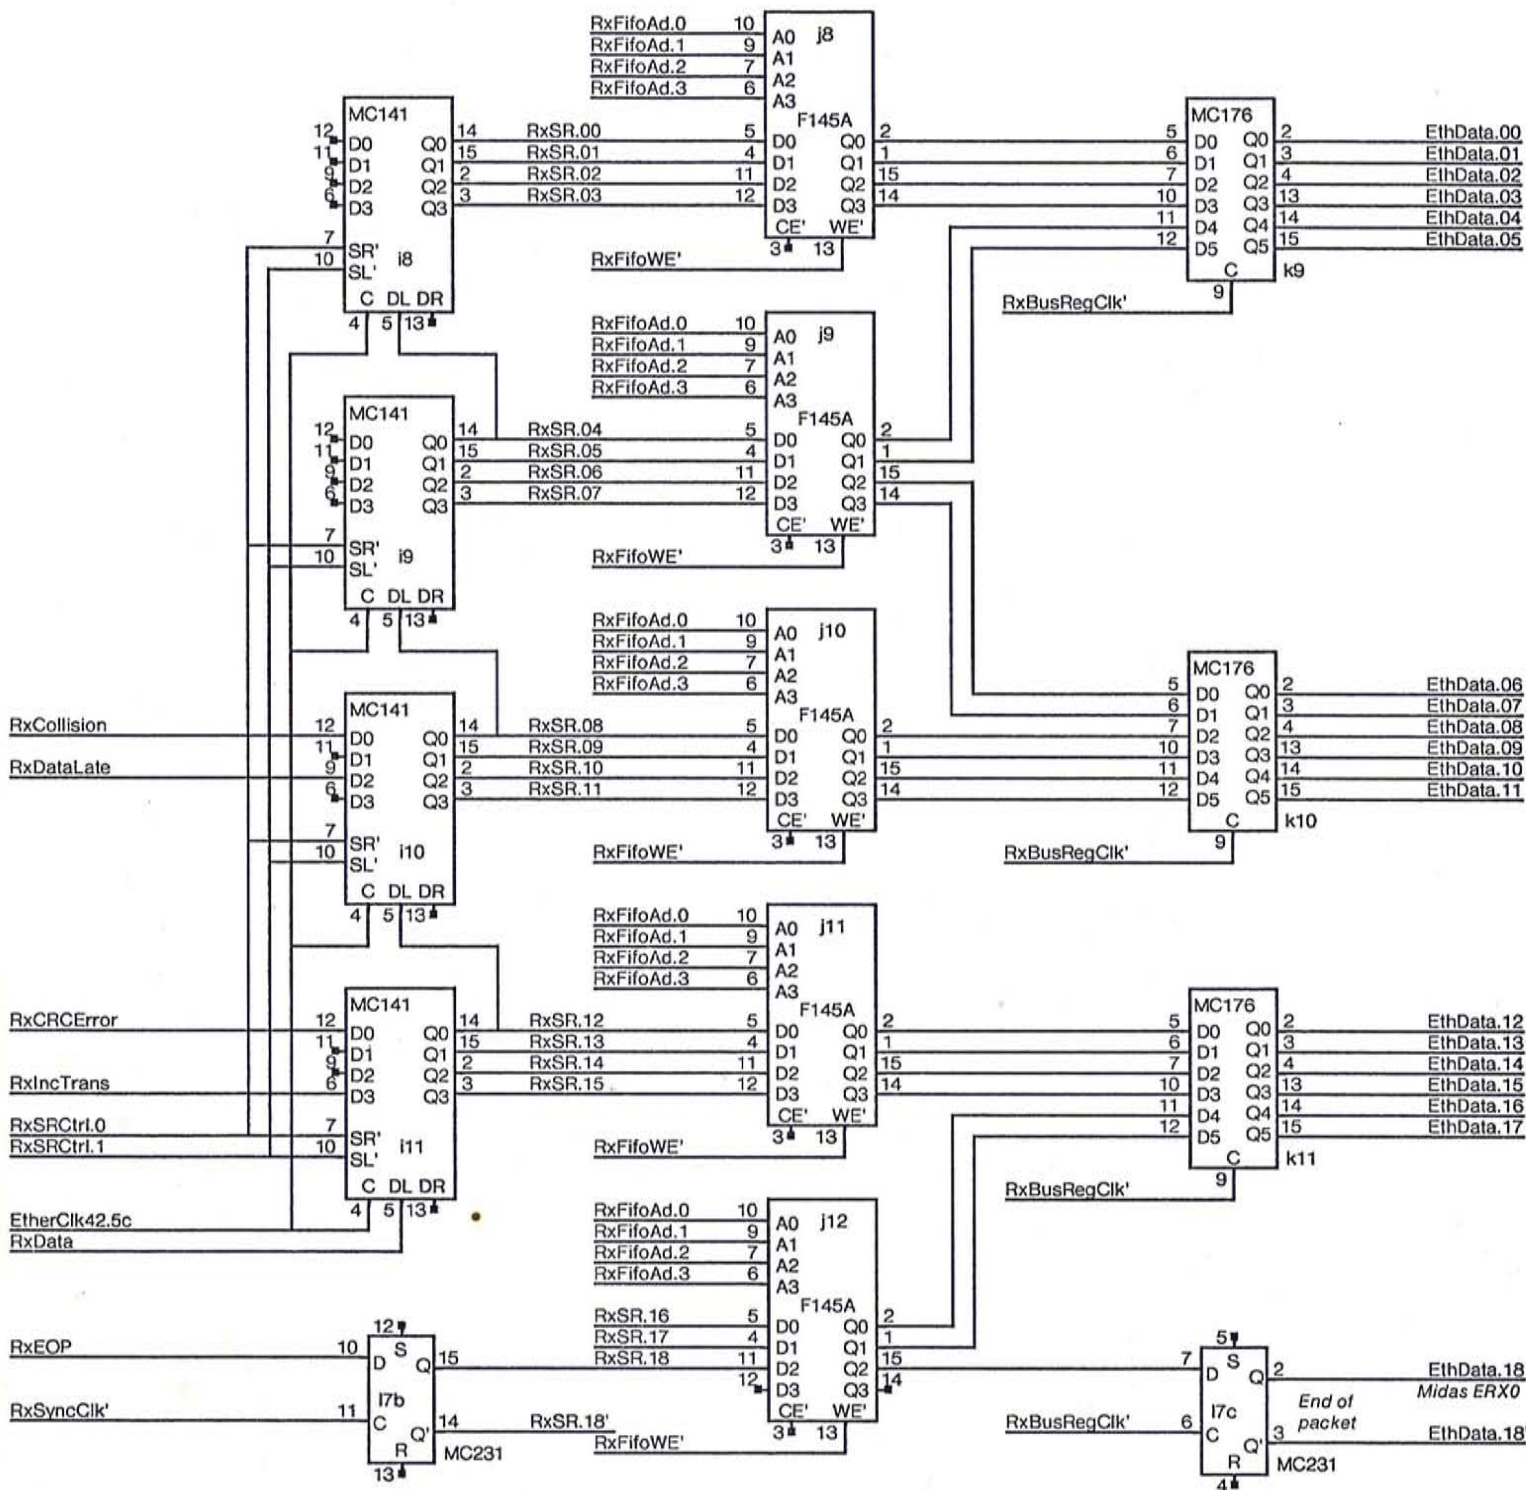 RxFifoAd.0 10 A0 j8
RxFifoAd.1 9 A1
RxFifoAd.2 7 A2
RxFifoAd.3 6 A3
F145A
MC141
MC176
12 D0 Q0 14 RxSR.00 5 D0 Q0 2 5 D0 Q0 2 EthData.00
11 D1 Q1 15 RxSR.01 4 D1 Q1 1 6 D1 Q1 3 EthData.01
9 D2 Q2 2 RxSR.02 11 D2 Q2 15 7 D2 Q2 4 EthData.02
6 D3 Q3 3 RxSR.03 12 D3 Q3 14 10 D3 Q3 13 EthData.03
11 D4 Q4 14 EthData.04
12 D5 Q5 15 EthData.05
CE' WE'
3 13
7 SR'
10 SL'
i8
RxFifoWE'
C k9
9
RxBusRegClk'
C DL DR
4 5 13
RxFifoAd.0 10 A0 j9
RxFifoAd.1 9 A1
RxFifoAd.2 7 A2
RxFifoAd.3 6 A3
MC141
F145A
12 D0 Q0 14 RxSR.04 5 D0 Q0 2
11 D1 Q1 15 RxSR.05 4 D1 Q1 1
9 D2 Q2 2 RxSR.06 11 D2 Q2 15
6 D3 Q3 3 RxSR.07 12 D3 Q3 14
CE' WE'
3 13
7 SR'
10 SL'
i9
RxFifoWE'
C DL DR
4 5 13
RxFifoAd.0 10 A0 j10
RxFifoAd.1 9 A1
RxFifoAd.2 7 A2
RxFifoAd.3 6 A3
MC141
F145A
MC176
5 D0 Q0 2 EthData.06
6 D1 Q1 3 EthData.07
RxCollision 12 D0 Q0 14 RxSR.08 5 D0 Q0 2 7 D2 Q2 4 EthData.08
11 D1 Q1 15 RxSR.09 4 D1 Q1 1 10 D3 Q3 13 EthData.09
RxDataLate 9 D2 Q2 2 RxSR.10 11 D2 Q2 15 11 D4 Q4 14 EthData.10
6 D3 Q3 3 RxSR.11 12 D3 Q3 14 12 D5 Q5 15 EthData.11
CE' WE'
3 13
C k10
9
7 SR'
10 SL'
i10
RxFifoWE'
RxBusRegClk'
C DL DR
4 5 13
RxFifoAd.0 10 A0 j11
RxFifoAd.1 9 A1
RxFifoAd.2 7 A2
RxFifoAd.3 6 A3
MC141
F145A
MC176
RxCRCError 12 D0 Q0 14 RxSR.12 5 D0 Q0 2 5 D0 Q0 2 EthData.12
11 D1 Q1 15 RxSR.13 4 D1 Q1 1 6 D1 Q1 3 EthData.13
9 D2 Q2 2 RxSR.14 11 D2 Q2 15 7 D2 Q2 4 EthData.14
RxIncTrans 6 D3 Q3 3 RxSR.15 12 D3 Q3 14 10 D3 Q3 13 EthData.15
11 D4 Q4 14 EthData.16
12 D5 Q5 15 EthData.17
CE' WE'
3 13
RxSRCtrl.0 7 SR'
RxSRCtrl.1 10 SL'
i11
RxFifoWE'
C k11
9
RxBusRegClk'
C DL DR
4 5 13
EtherClk42.5c
RxData
RxFifoAd.0 10 A0 j12
RxFifoAd.1 9 A1
RxFifoAd.2 7 A2
RxFifoAd.3 6 A3
F145A
RxSR.16 5 D0 Q0 2
RxSR.17 4 D1 Q1 1
RxSR.18 11 D2 Q2 15
12 D3 Q3 14
CE' WE'
3 13
RxFifoWE'
12 S
RxEOP 10 D Q 15
l7b
RxSyncClk' 11 C Q' 14 RxSR.18'
R MC231
13
5 S
7 D Q 2 EthData.18
Midas ERX0
End of
packet
l7c
RxBusRegClk' 6 C Q' 3 EthData.18'
R MC231
4